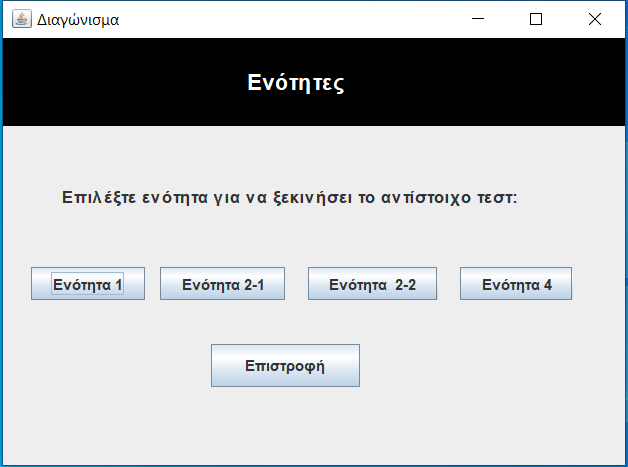 Διαγώνισμα
Ενότητες
Επιλέξτε ενότητα για να ξεκινήσει το αντίστοιχο τεστ:
Ενότητα 1 Ενότητα 2-1 Ενότητα 2-2 Ενότητα 4
Επιστροφή